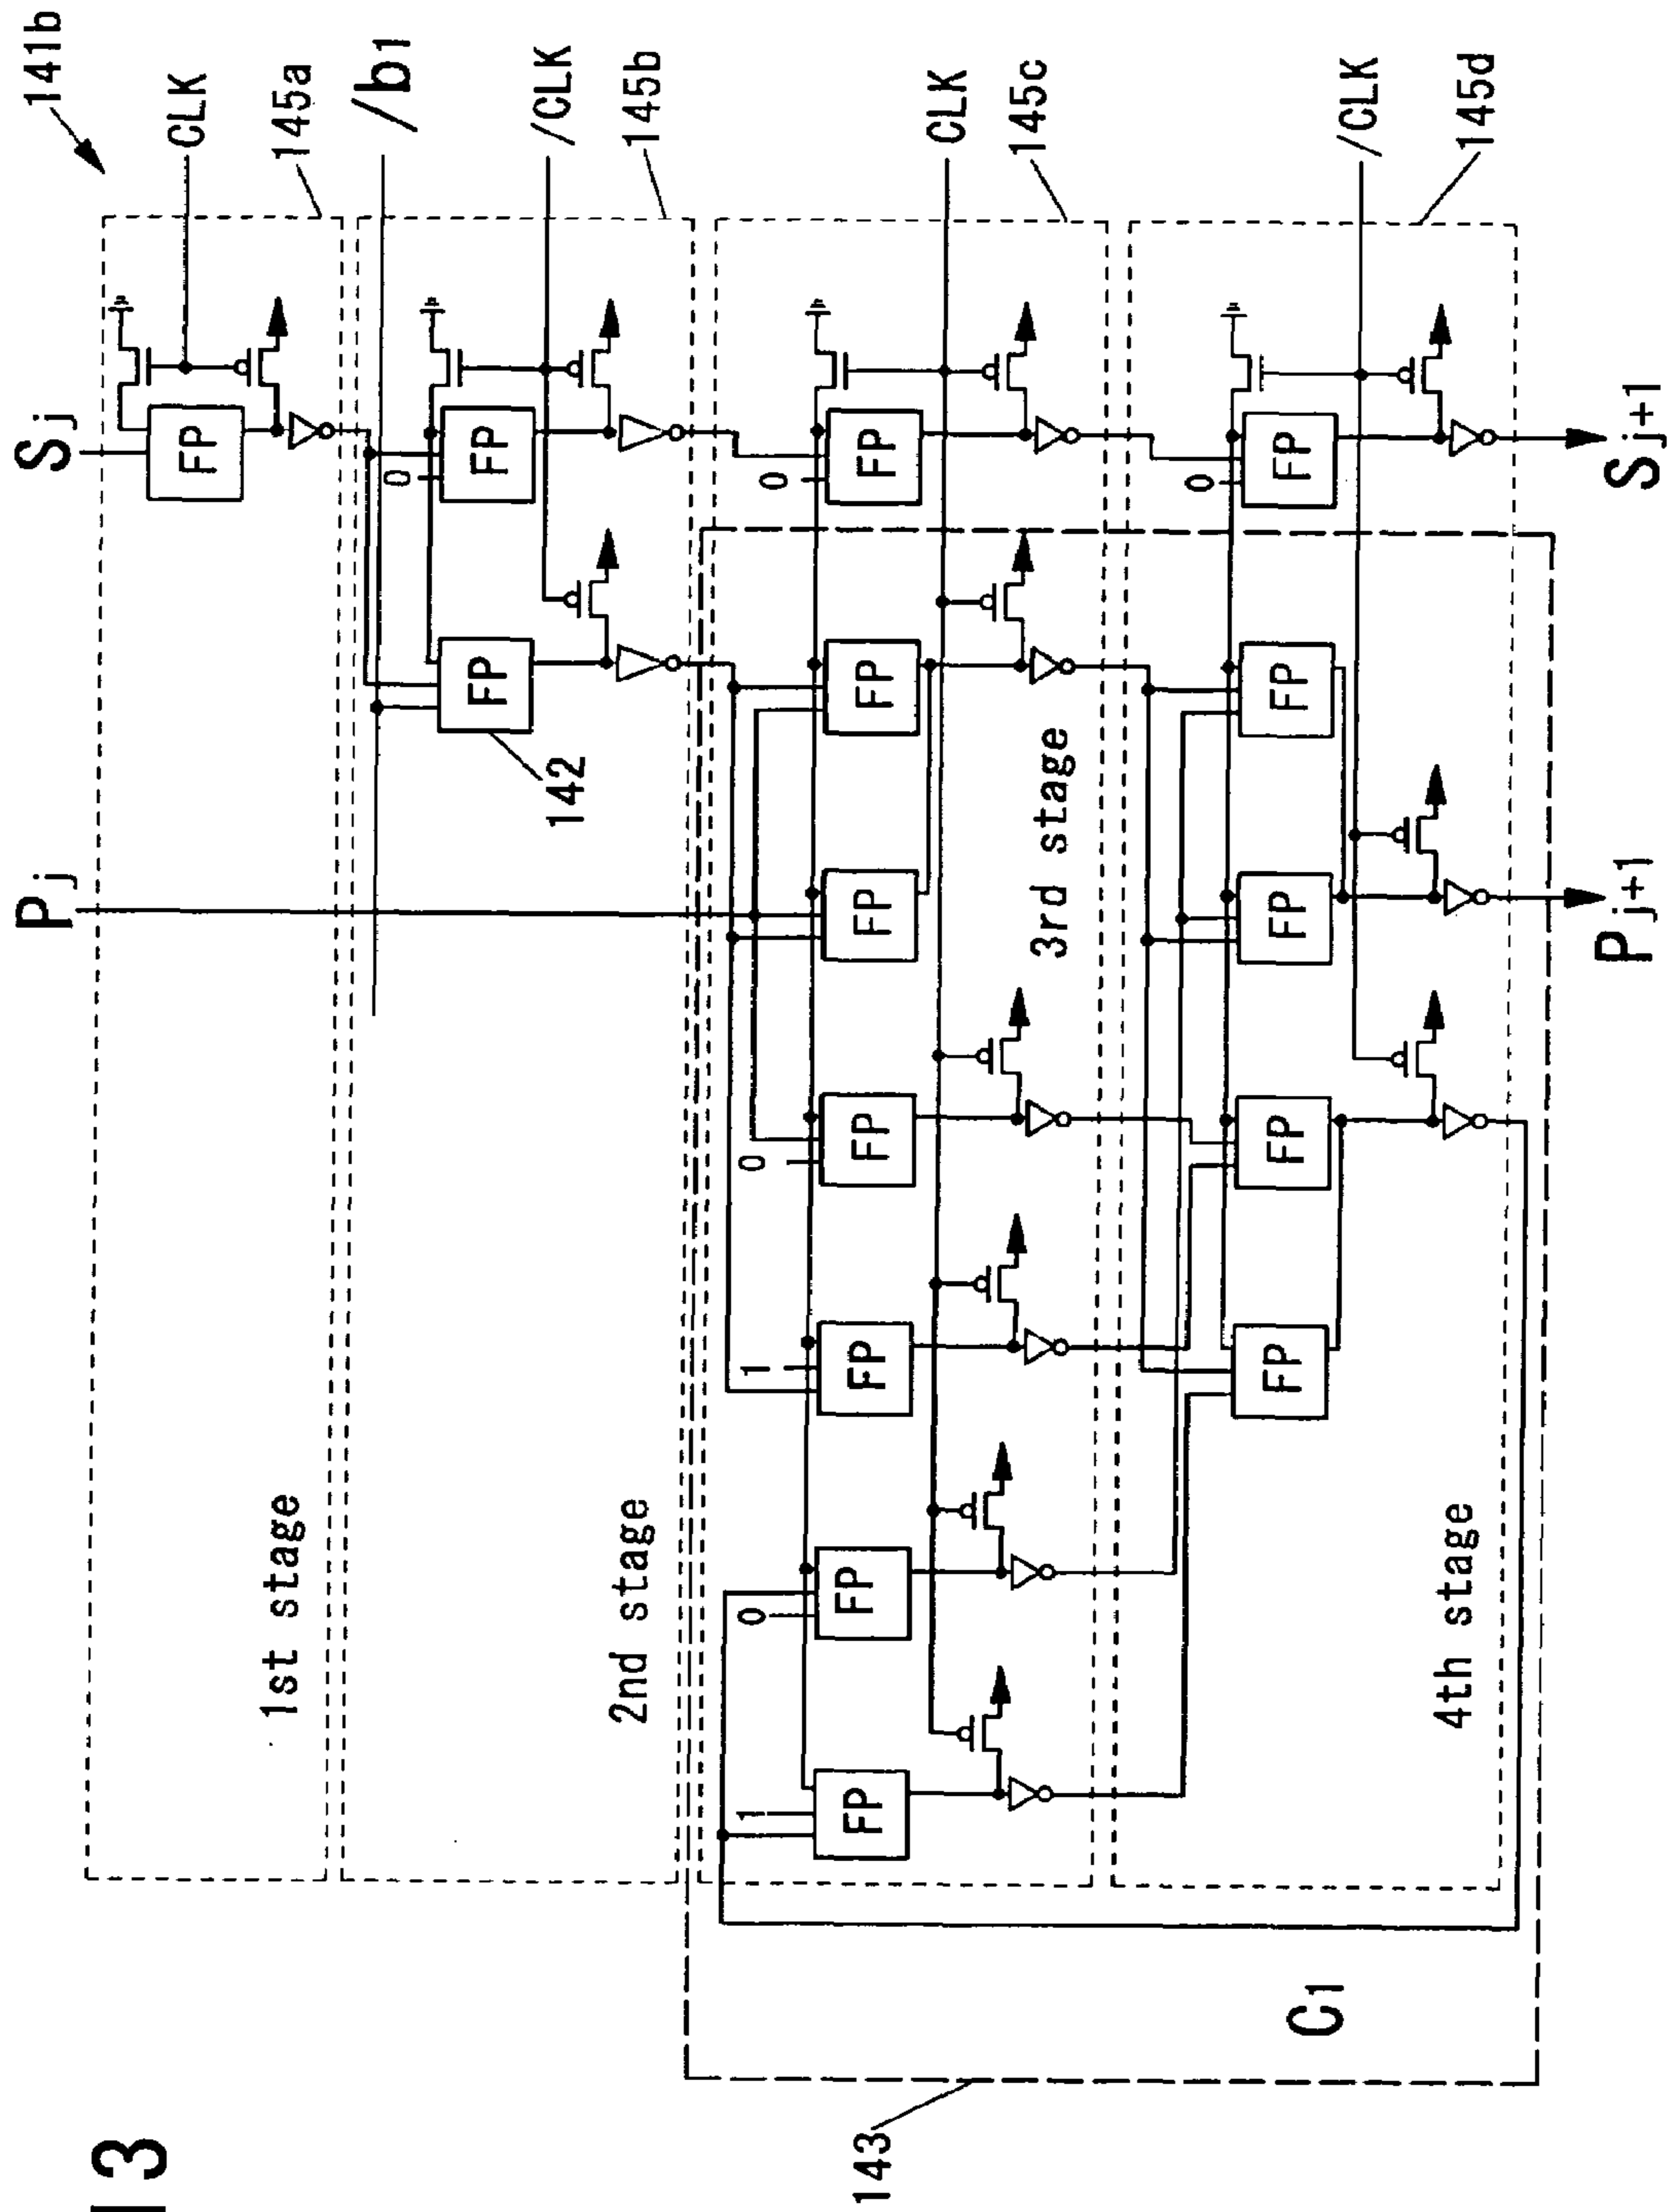 13
141b
Sj
Pj
CLK
145a
/b1
/CLK
145b
CLK
145c
/CLK
145d
FP
1st stage
0
FP
FP
142
2nd stage
0
FP
FP
FP
0
FP
1
FP
0
FP
1
FP
3rd stage
0
FP
FP
FP
FP
FP
4th stage
C1
143
Sj+1
Pj+1